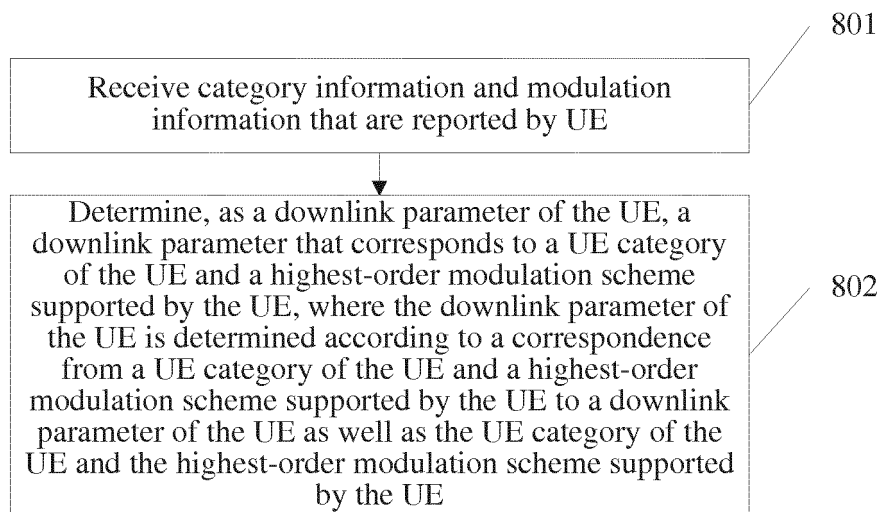 801
Receive category information and modulation
information that are reported by UE
Determine, as a downlink parameter of the UE, a
downlink parameter that corresponds to a UE category
of the UE and a highest-order modulation scheme
supported by the UE, where the downlink parameter of
the UE is determined according to a correspondence
from a UE category of the UE and a highest-order
modulation scheme supported by the UE to a downlink
parameter of the UE as well as the UE category of the
UE and the highest-order modulation scheme supported
by the UE
802